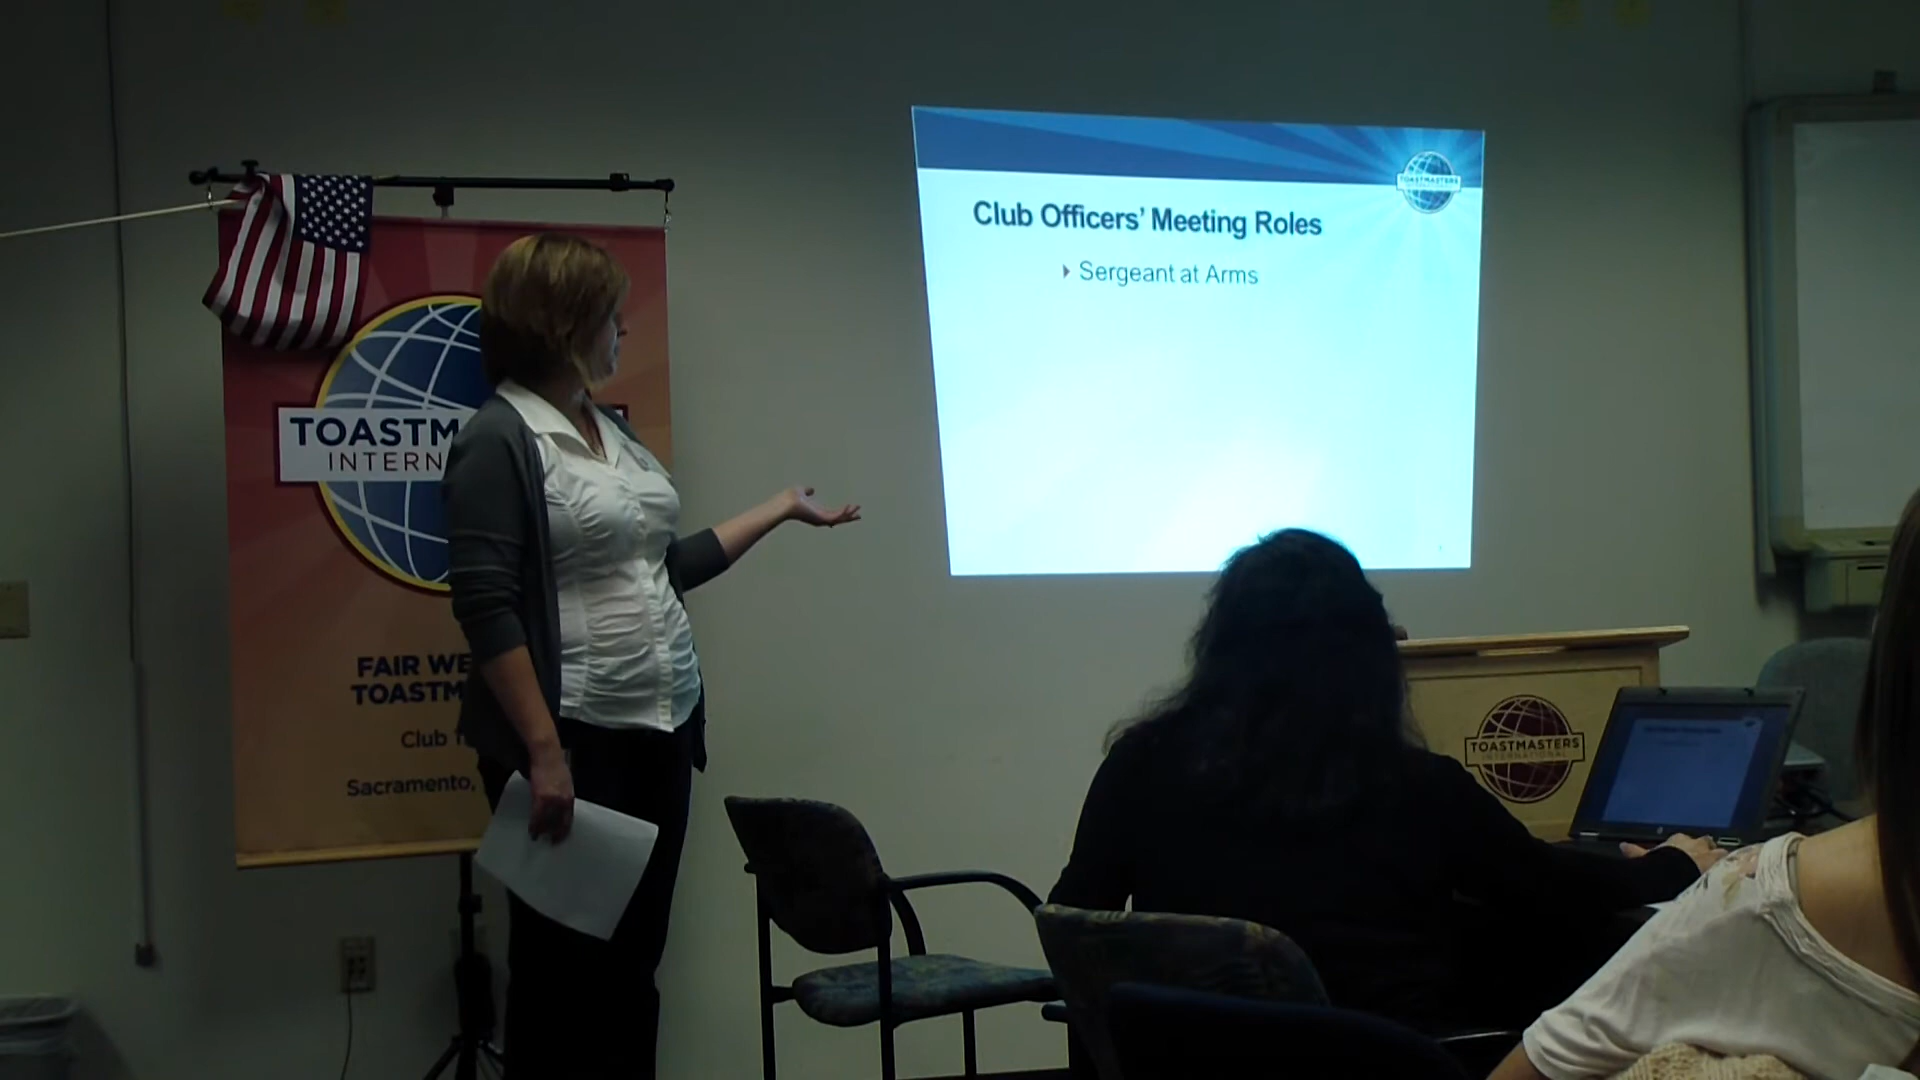 TOASTM
INTERN
FAIR WE
TOASTM
Club
Sacramento,
TOASTMASTERS
Club Officers' Meeting Roles
Sergeant at Arms
TOASTMASTERS
INTERNATIONAL